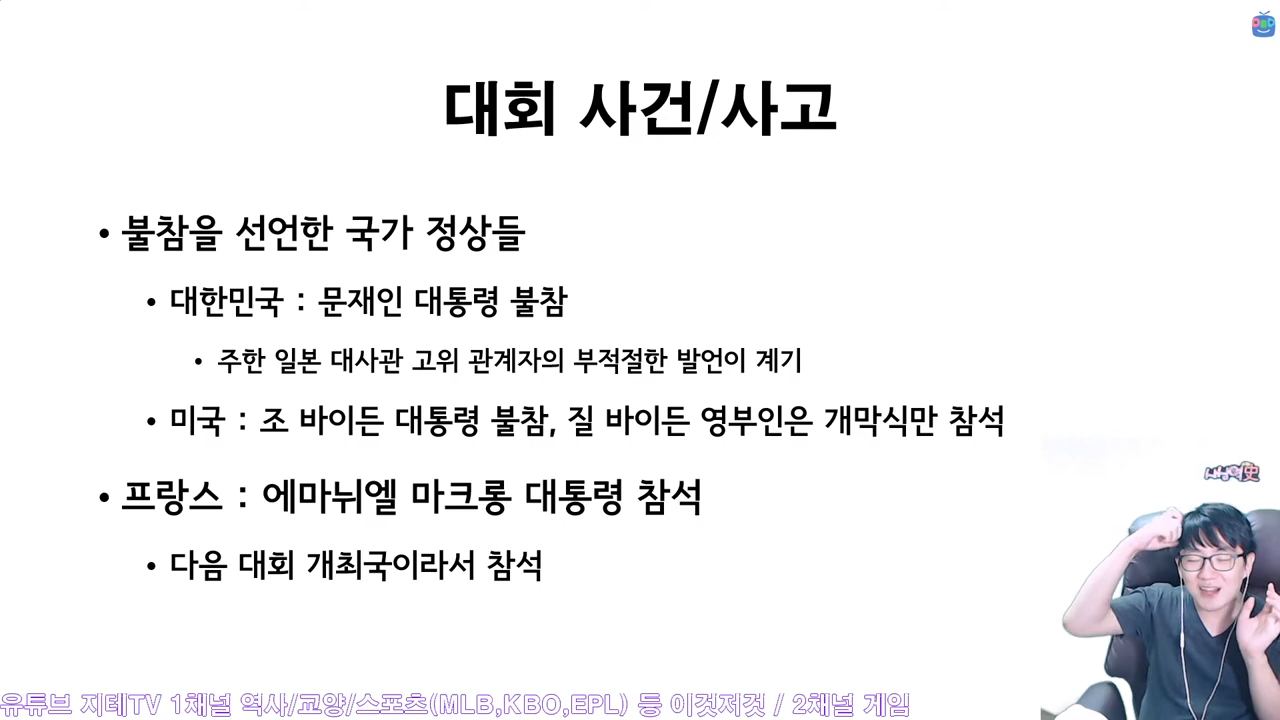 대회 사건/사고
• 불참을 선언한 국가 정상들
• 대한민국 : 문재인 대통령 불참
• 주한 일본 대사관 고위 관계자의 부적절한 발언이 계기
• 미국 : 조 바이든 대통령 불참, 질 바이든 영부인은 개막식만 참석
• 프랑스 : 에마뉘엘 마크롱 대통령 참석
• 다음 대회 개최국이라서 참석
유튜브 지테TV 1채널 역사/교양/스포츠(MLB,KBO,EPL) 등 이것저것 / 2채널 게임